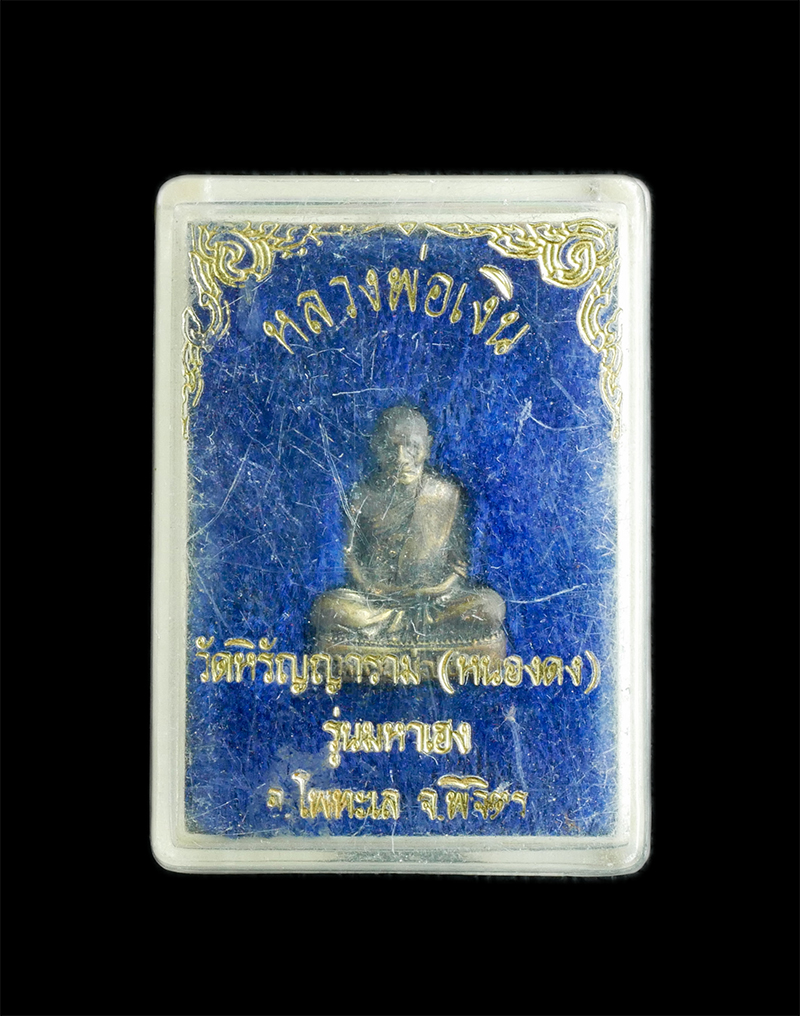 หลวงพ่อเงิน
วัดหิรัญญาราม (หนองดง)
รุ่นมหาเฮง
อ.โพทะเล จ.พิจิตร